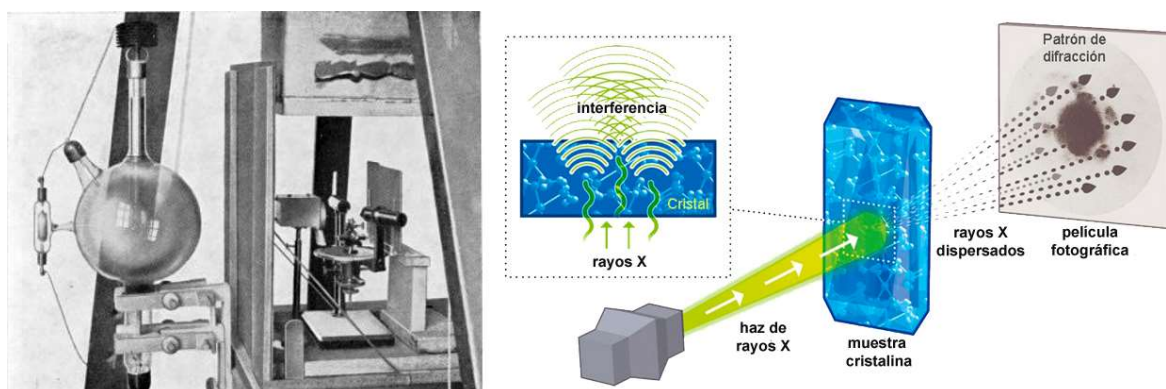 interferencia
Cristal
rayos X
haz de
rayos X
muestra
cristalina
rayos X
dispersados
película
fotográfica
Patrón de
difracción